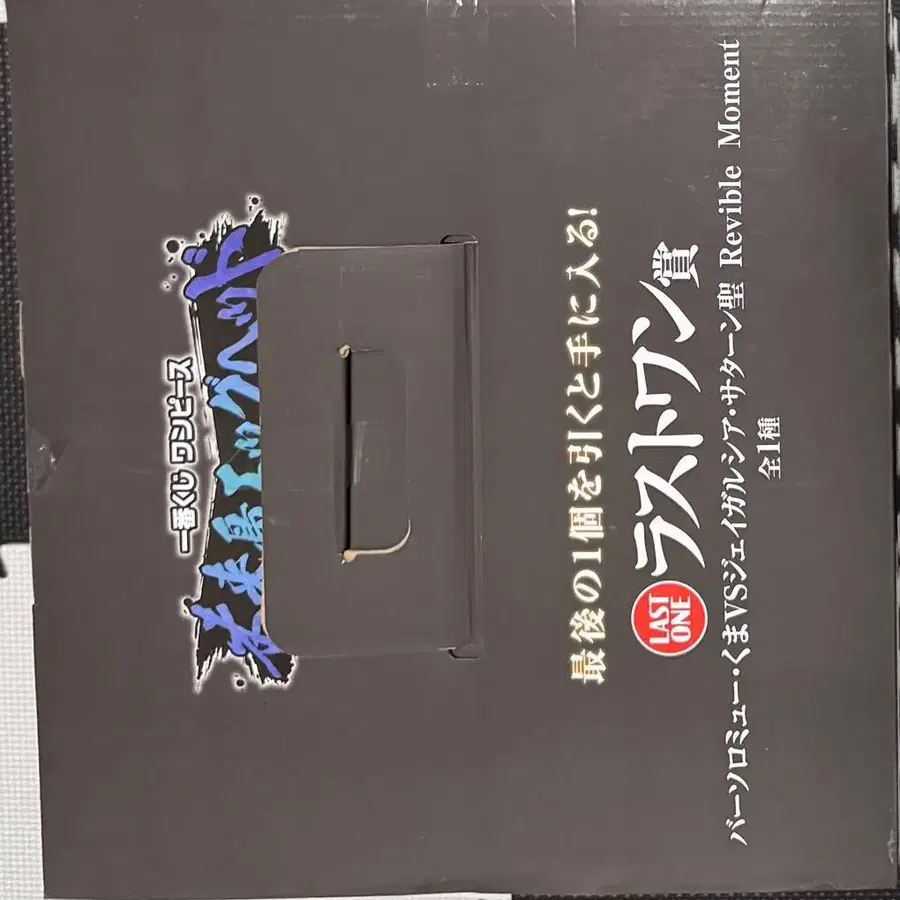 一番くじ ワンピース
未来島エッグヘッド
最後の1個を引くと手に入る!
LAST ONE ラストワン賞
バーソロミュー・くまVSジェイガルシア・サターン聖 Revible Moment
全1種